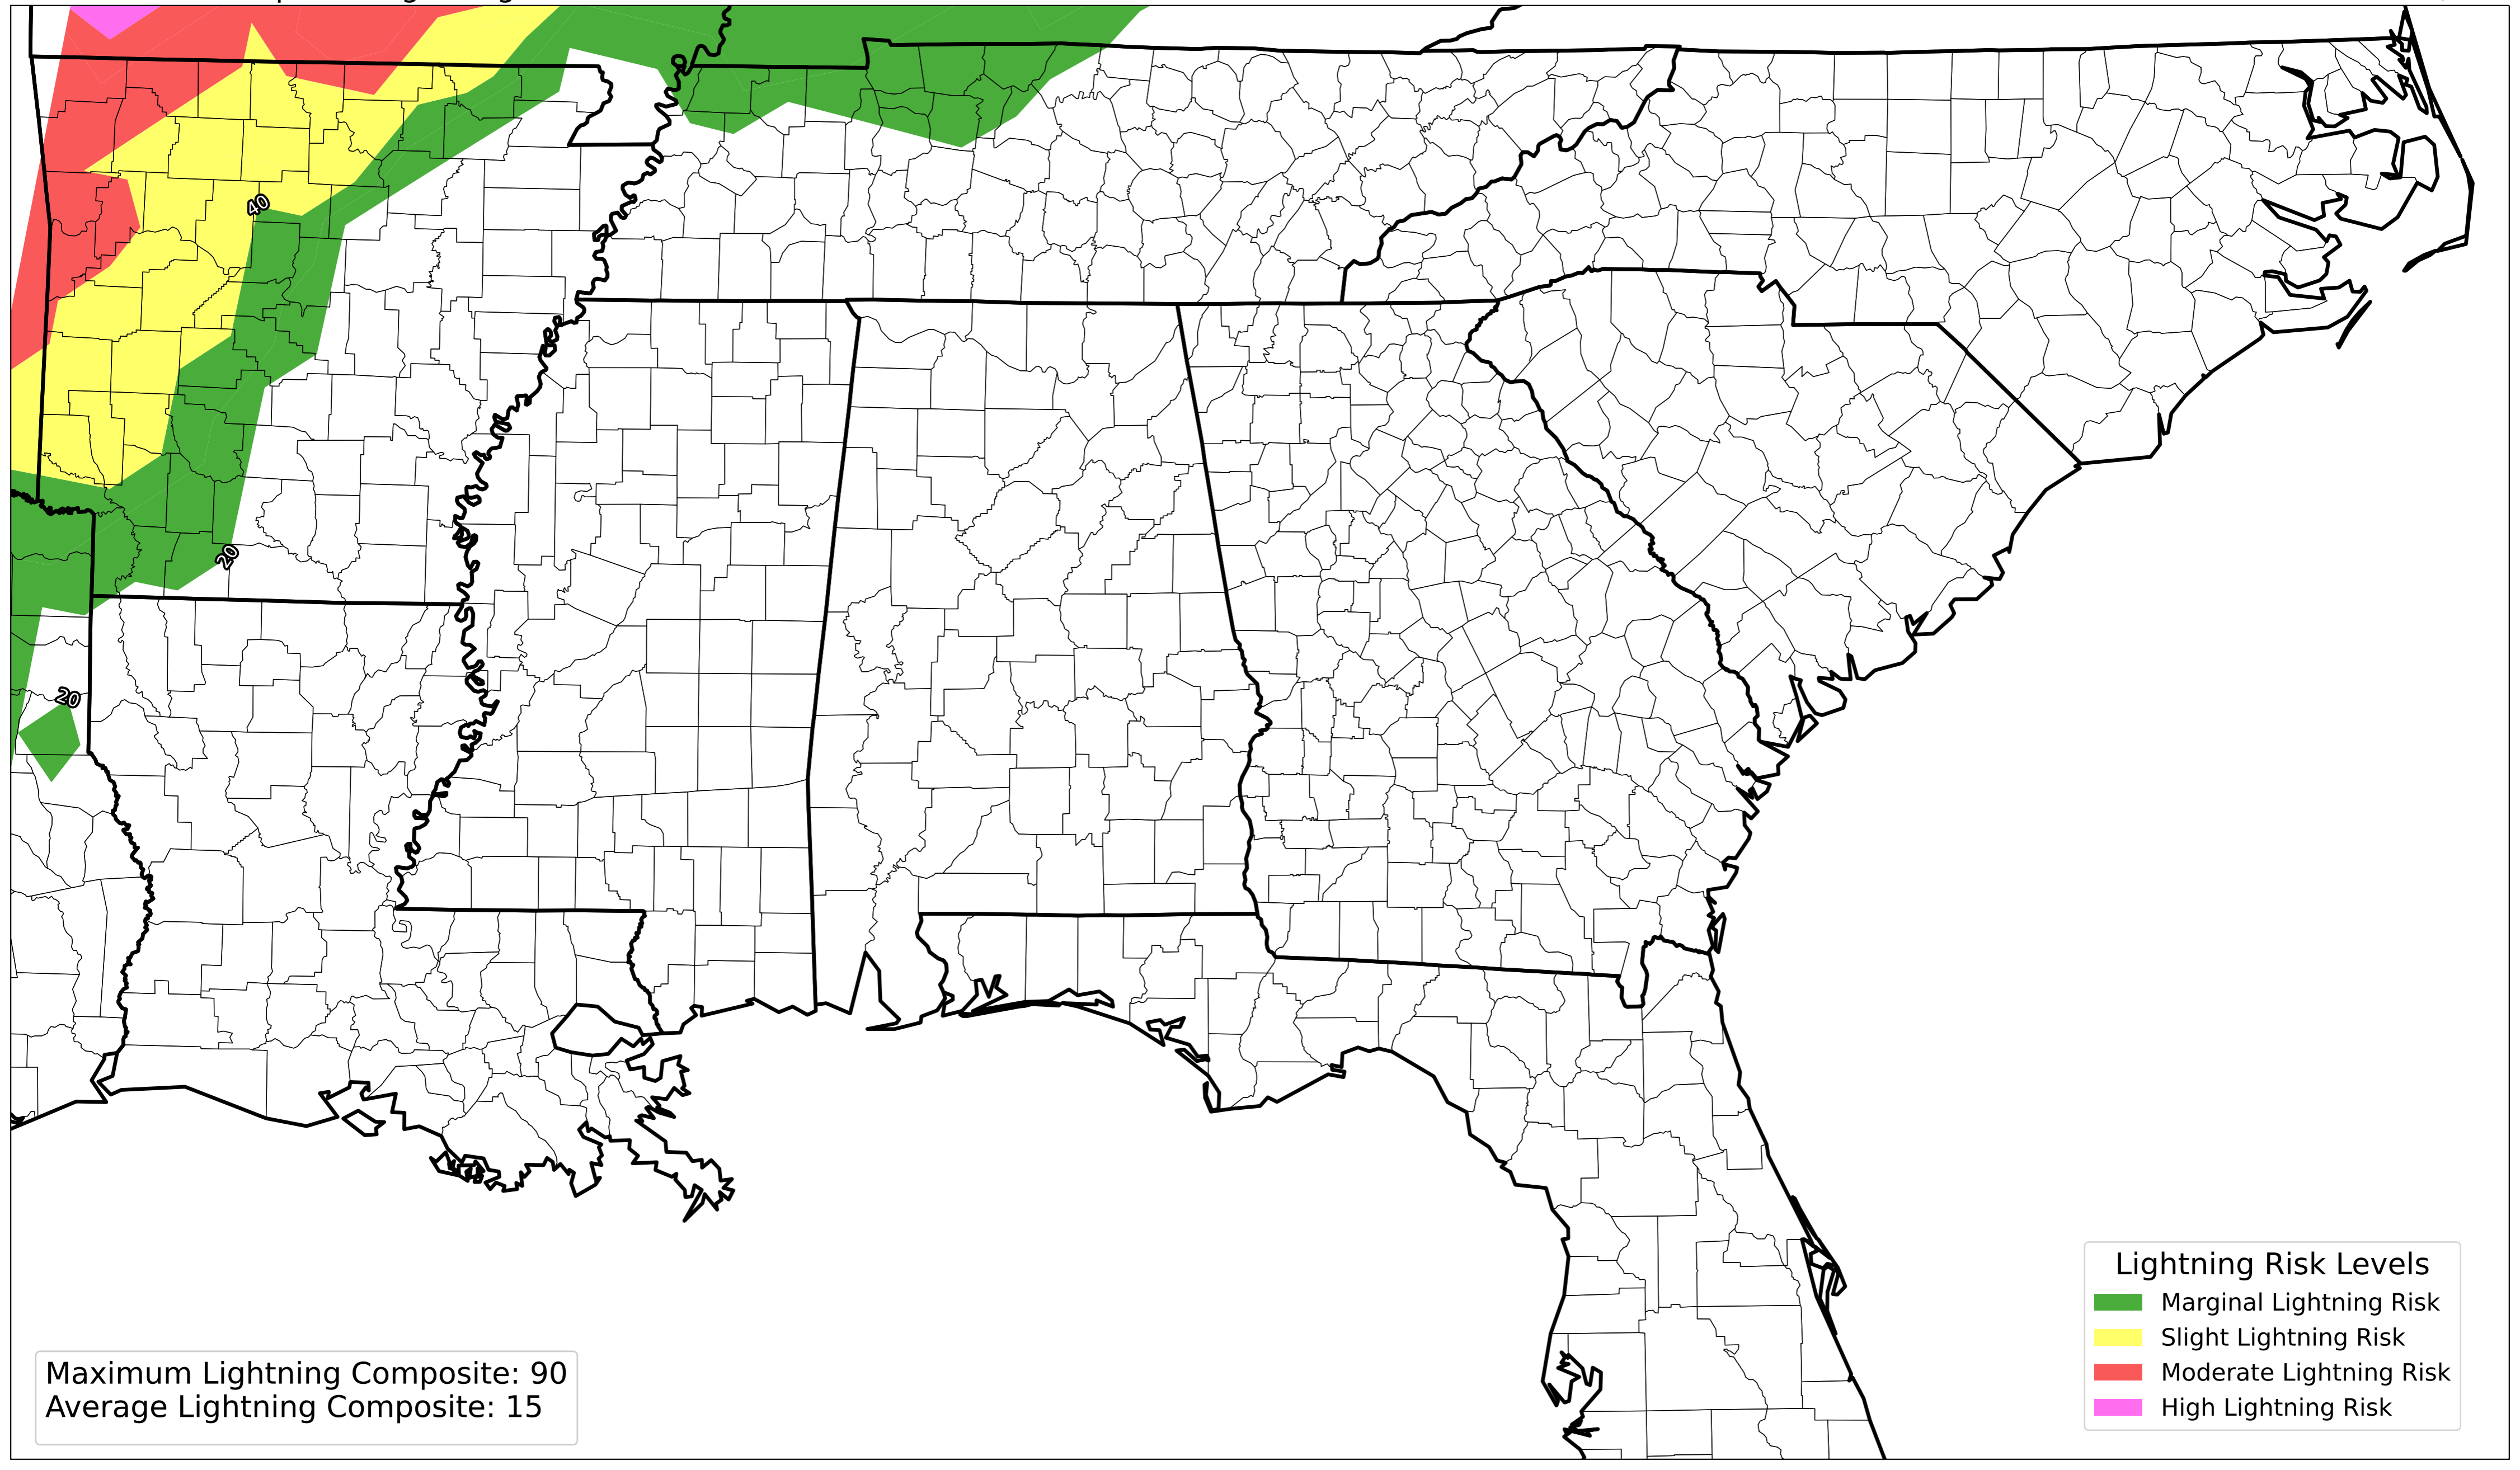 40
20
20
Lightning Risk Levels
Marginal Lightning Risk
Slight Lightning Risk
Moderate Lightning Risk
High Lightning Risk
Maximum Lightning Composite: 90
Average Lightning Composite: 15